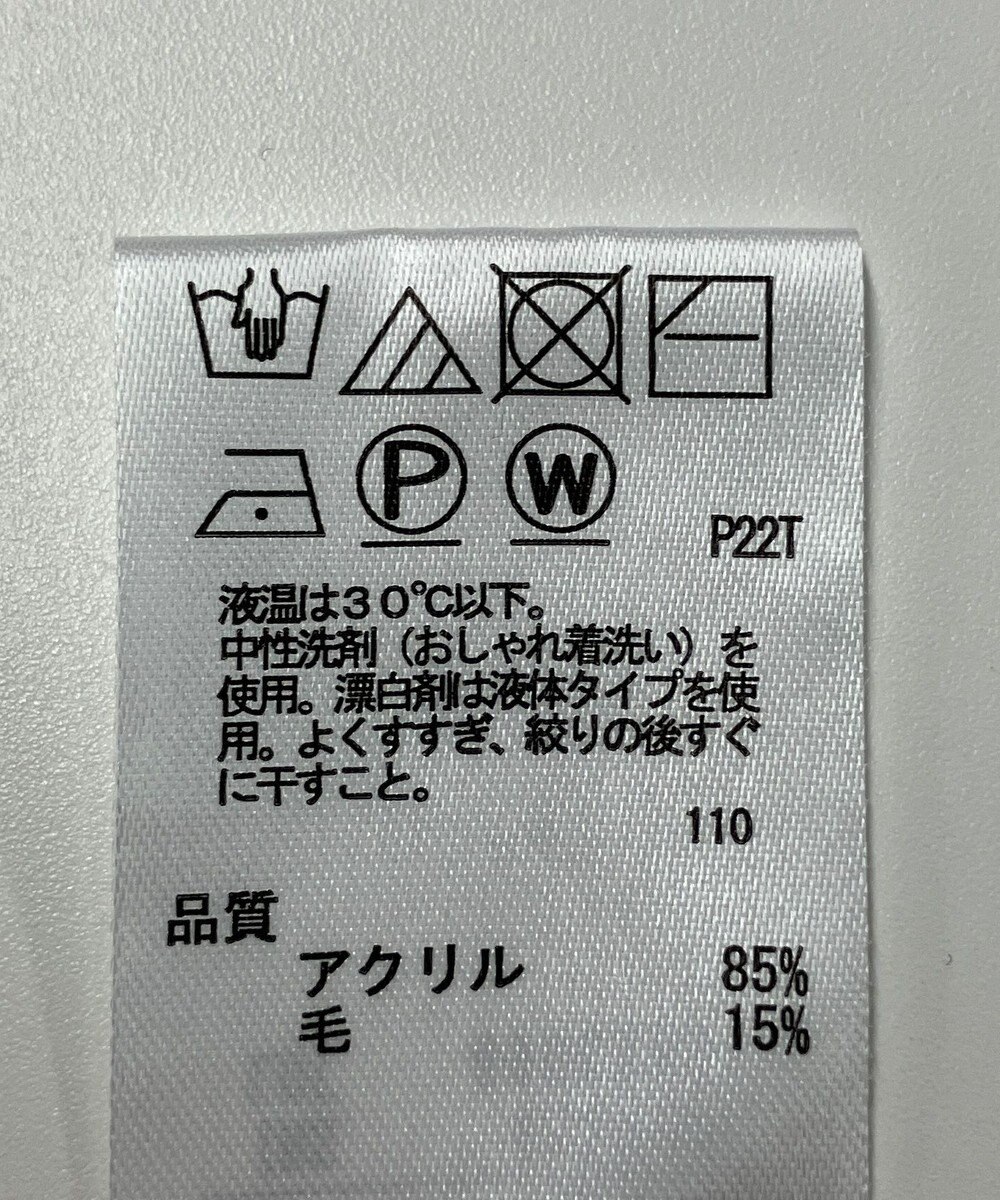 P W
P22T
液温は３０℃以下。
中性洗剤（おしゃれ着洗い）を
使用。漂白剤は液体タイプを使
用。よくすすぎ、絞りの後すぐ
に干すこと。
110
品質
アクリル 85%
毛 15%